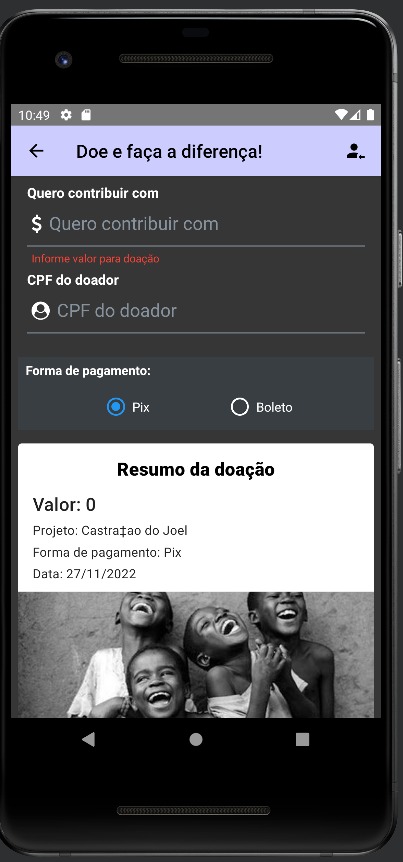 10:49
Doe e faça a diferença!
Quero contribuir com
$ Quero contribuir com
Informe valor para doação
CPF do doador
CPF do doador
Forma de pagamento:
Pix
Boleto
Resumo da doação
Valor: 0
Projeto: Castra‡ao do Joel
Forma de pagamento: Pix
Data: 27/11/2022